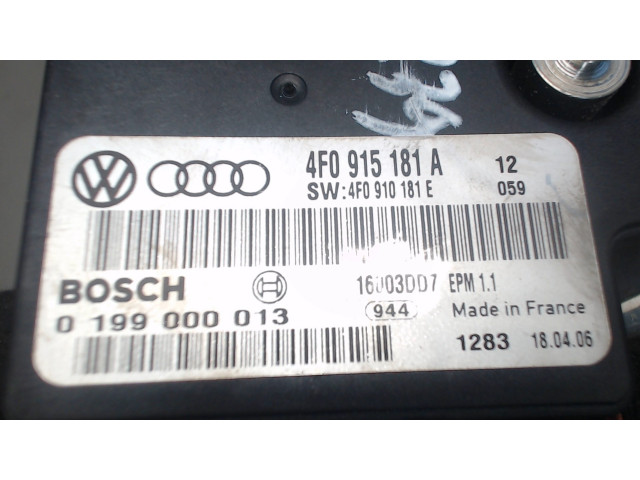 4F0 915 181 A 12
SW:4F0 910 181 E 059
BOSCH 16003DD7 EPM 1.1
0 199 000 013 944 Made in France
1283 18.04.06